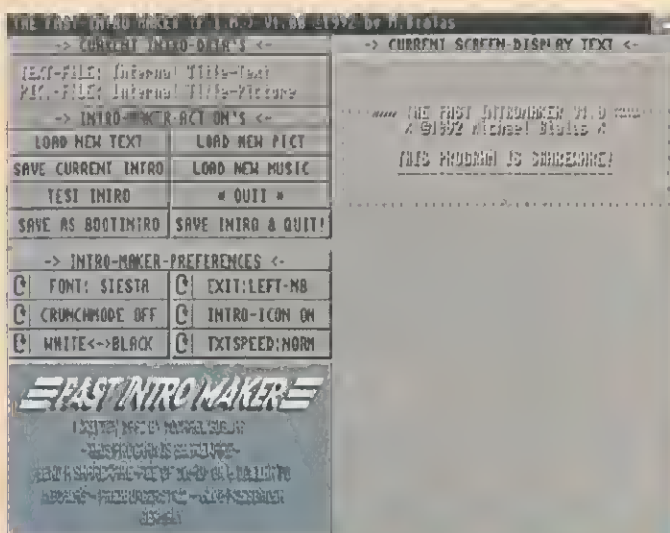 THE FAST INTRO MAKER V1.00 ©1992 by M.Bialas
-> CURRENT INTRO-DATA'S <-
TEXT-FILE: Internal Title-Text
PIC.-FILE: Internal Title-Picture
-> INTRO-MAKER-ACTION'S <-
LOAD NEW TEXT
LOAD NEW PICT
SAVE CURRENT INTRO
LOAD NEW MUSIC
TEST INTRO
* QUIT *
SAVE AS BOOTINTRO
SAVE INTRO & QUIT!
-> INTRO-MAKER-PREFERENCES <-
FONT: SIESTA
EXIT:LEFT-MB
CRUNCHMODE OFF
INTRO-ICON ON
WHITE<->BLACK
TXTSPEED:NORM
FAST INTRO MAKER
-> CURRENT SCREEN-DISPLAY TEXT <-
THE FAST INTROMAKER V1.0
©1992 Michael Bialas
THIS PROGRAM IS SHAREWARE!